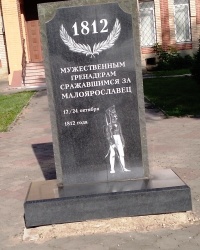 1812
МУЖЕСТВЕННЫМ
ГРЕНАДЕРАМ
СРАЖАВШИМСЯ ЗА
МАЛОЯРОСЛАВЕЦ
12/24 октября
1812 года